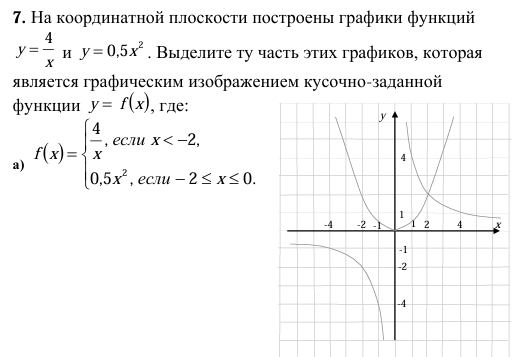 7. На координатной плоскости построены графики функций
y = 4/x и y = 0,5x². Выделите ту часть этих графиков, которая
является графическим изображением кусочно-заданной
функции y = f(x), где:
а) f(x) = { 4/x, если x < −2,
0,5x², если − 2 ≤ x ≤ 0.
y
4
1
-4 -2 -1 1 2 4 x
-1
-2
-4